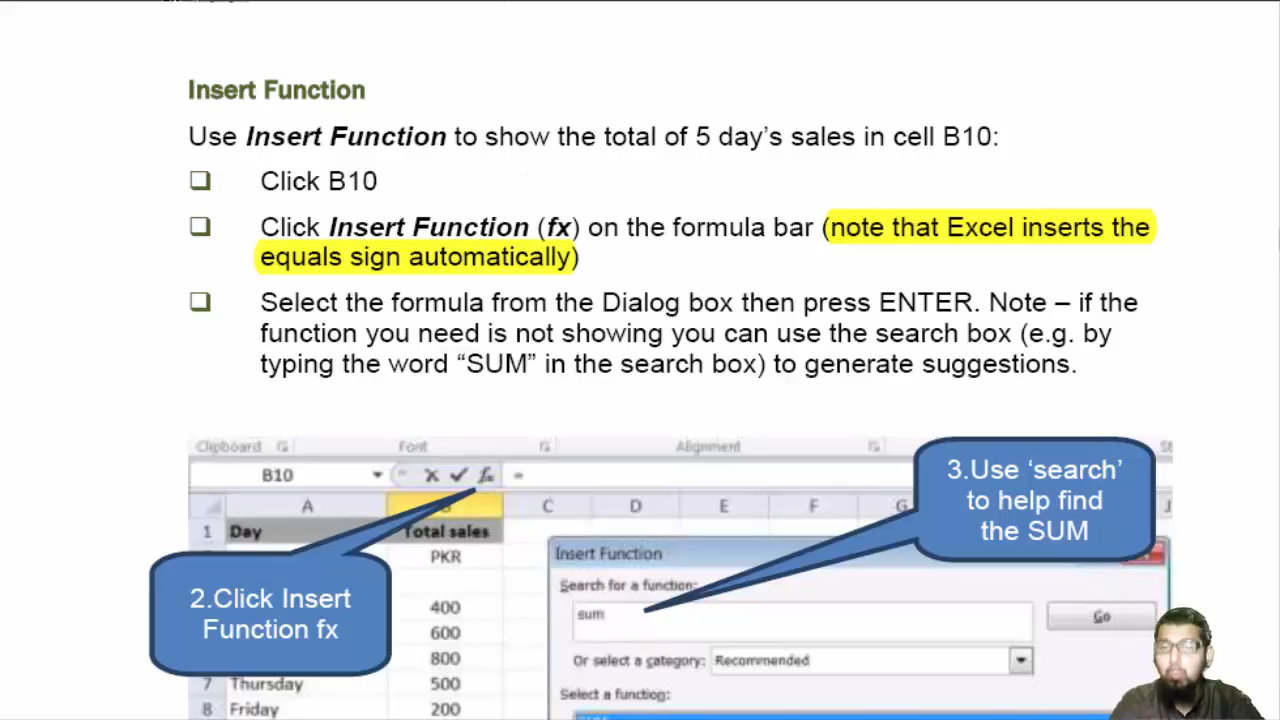 Insert Function
Use Insert Function to show the total of 5 day's sales in cell B10:
Click B10
Click Insert Function (fx) on the formula bar (note that Excel inserts the
equals sign automatically)
Select the formula from the Dialog box then press ENTER. Note – if the
function you need is not showing you can use the search box (e.g. by
typing the word “SUM” in the search box) to generate suggestions.
Clipboard Font Alignment
B10 fx =
A C D E F G
1 Day Total sales
PKR
400
600
800
7 Thursday 500
8 Friday 200
2.Click Insert
Function fx
3.Use ‘search’
to help find
the SUM
Insert Function
Search for a function:
sum
Go
Or select a category: Recommended
Select a function:
SUM